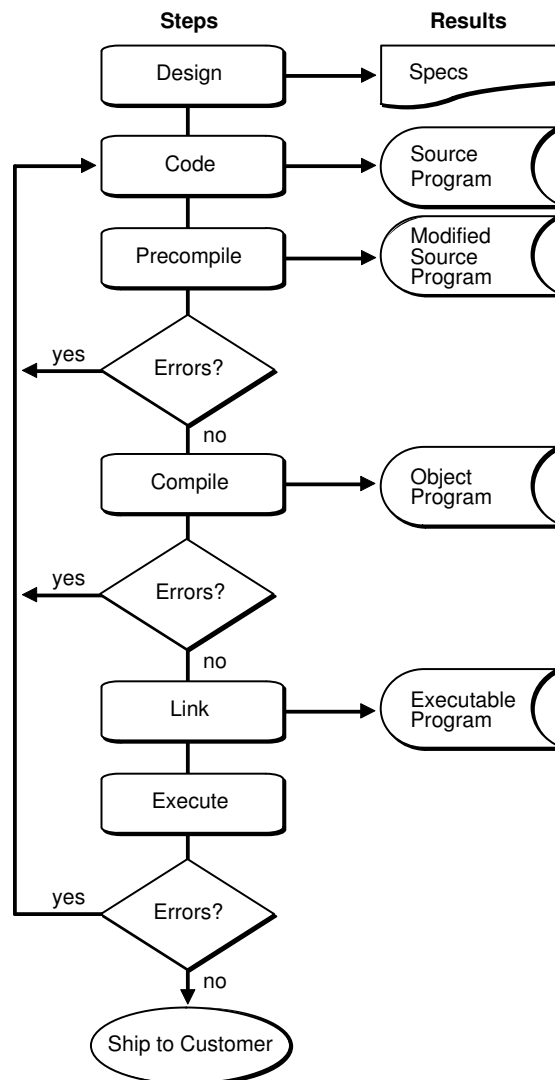 Steps
Results
Design
Specs
Code
Source
Program
Precompile
Modified
Source
Program
yes
Errors?
no
Compile
Object
Program
yes
Errors?
no
Link
Executable
Program
Execute
yes
Errors?
no
Ship to Customer